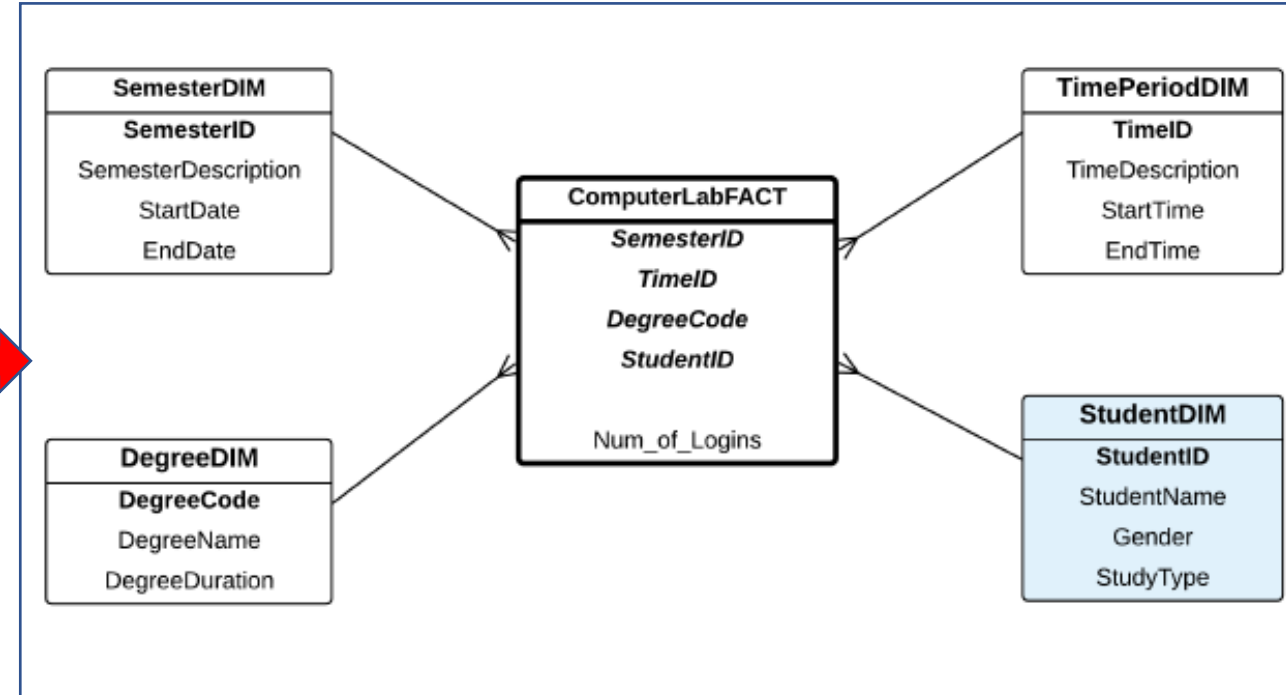 SemesterDIM
SemesterID
SemesterDescription
StartDate
EndDate
TimePeriodDIM
TimeID
TimeDescription
StartTime
EndTime
ComputerLabFACT
SemesterID
TimeID
DegreeCode
StudentID
Num_of_Logins
DegreeDIM
DegreeCode
DegreeName
DegreeDuration
StudentDIM
StudentID
StudentName
Gender
StudyType